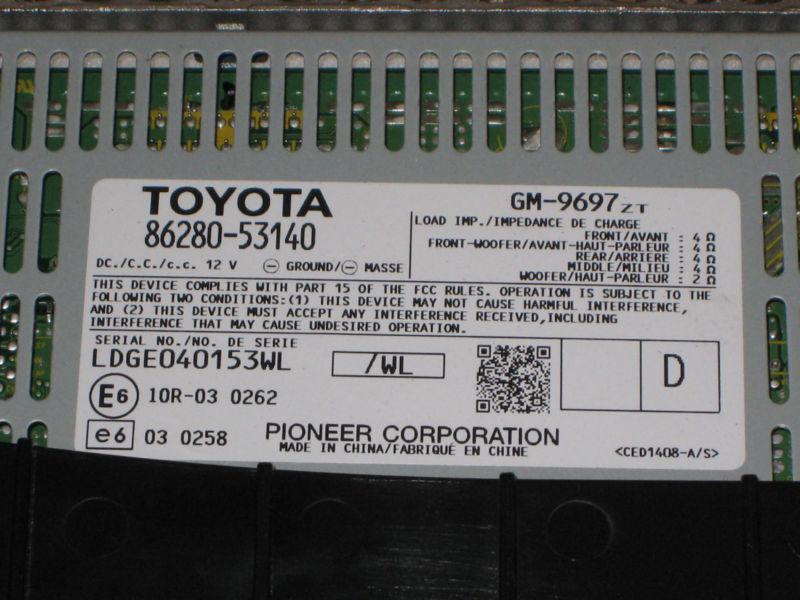 TOYOTA
86280-53140
DC./C.C./c.c. 12 V ⊖ GROUND/⊖ MASSE
GM-9697ZT
LOAD IMP./IMPEDANCE DE CHARGE
FRONT/AVANT : 4 Ω
FRONT-WOOFER/AVANT-HAUT-PARLEUR : 4 Ω
REAR/ARRIERE : 4 Ω
MIDDLE/MILIEU : 4 Ω
WOOFER/HAUT-PARLEUR : 2 Ω
THIS DEVICE COMPLIES WITH PART 15 OF THE FCC RULES. OPERATION IS SUBJECT TO THE
FOLLOWING TWO CONDITIONS:(1) THIS DEVICE MAY NOT CAUSE HARMFUL INTERFERENCE,
AND (2) THIS DEVICE MUST ACCEPT ANY INTERFERENCE RECEIVED,INCLUDING
INTERFERENCE THAT MAY CAUSE UNDESIRED OPERATION.
SERIAL NO./NO. DE SERIE
LDGE040153WL /WL
D
E6 10R-03 0262
e6 03 0258
PIONEER CORPORATION
MADE IN CHINA/FABRIQUÉ EN CHINE
<CED1408-A/S>